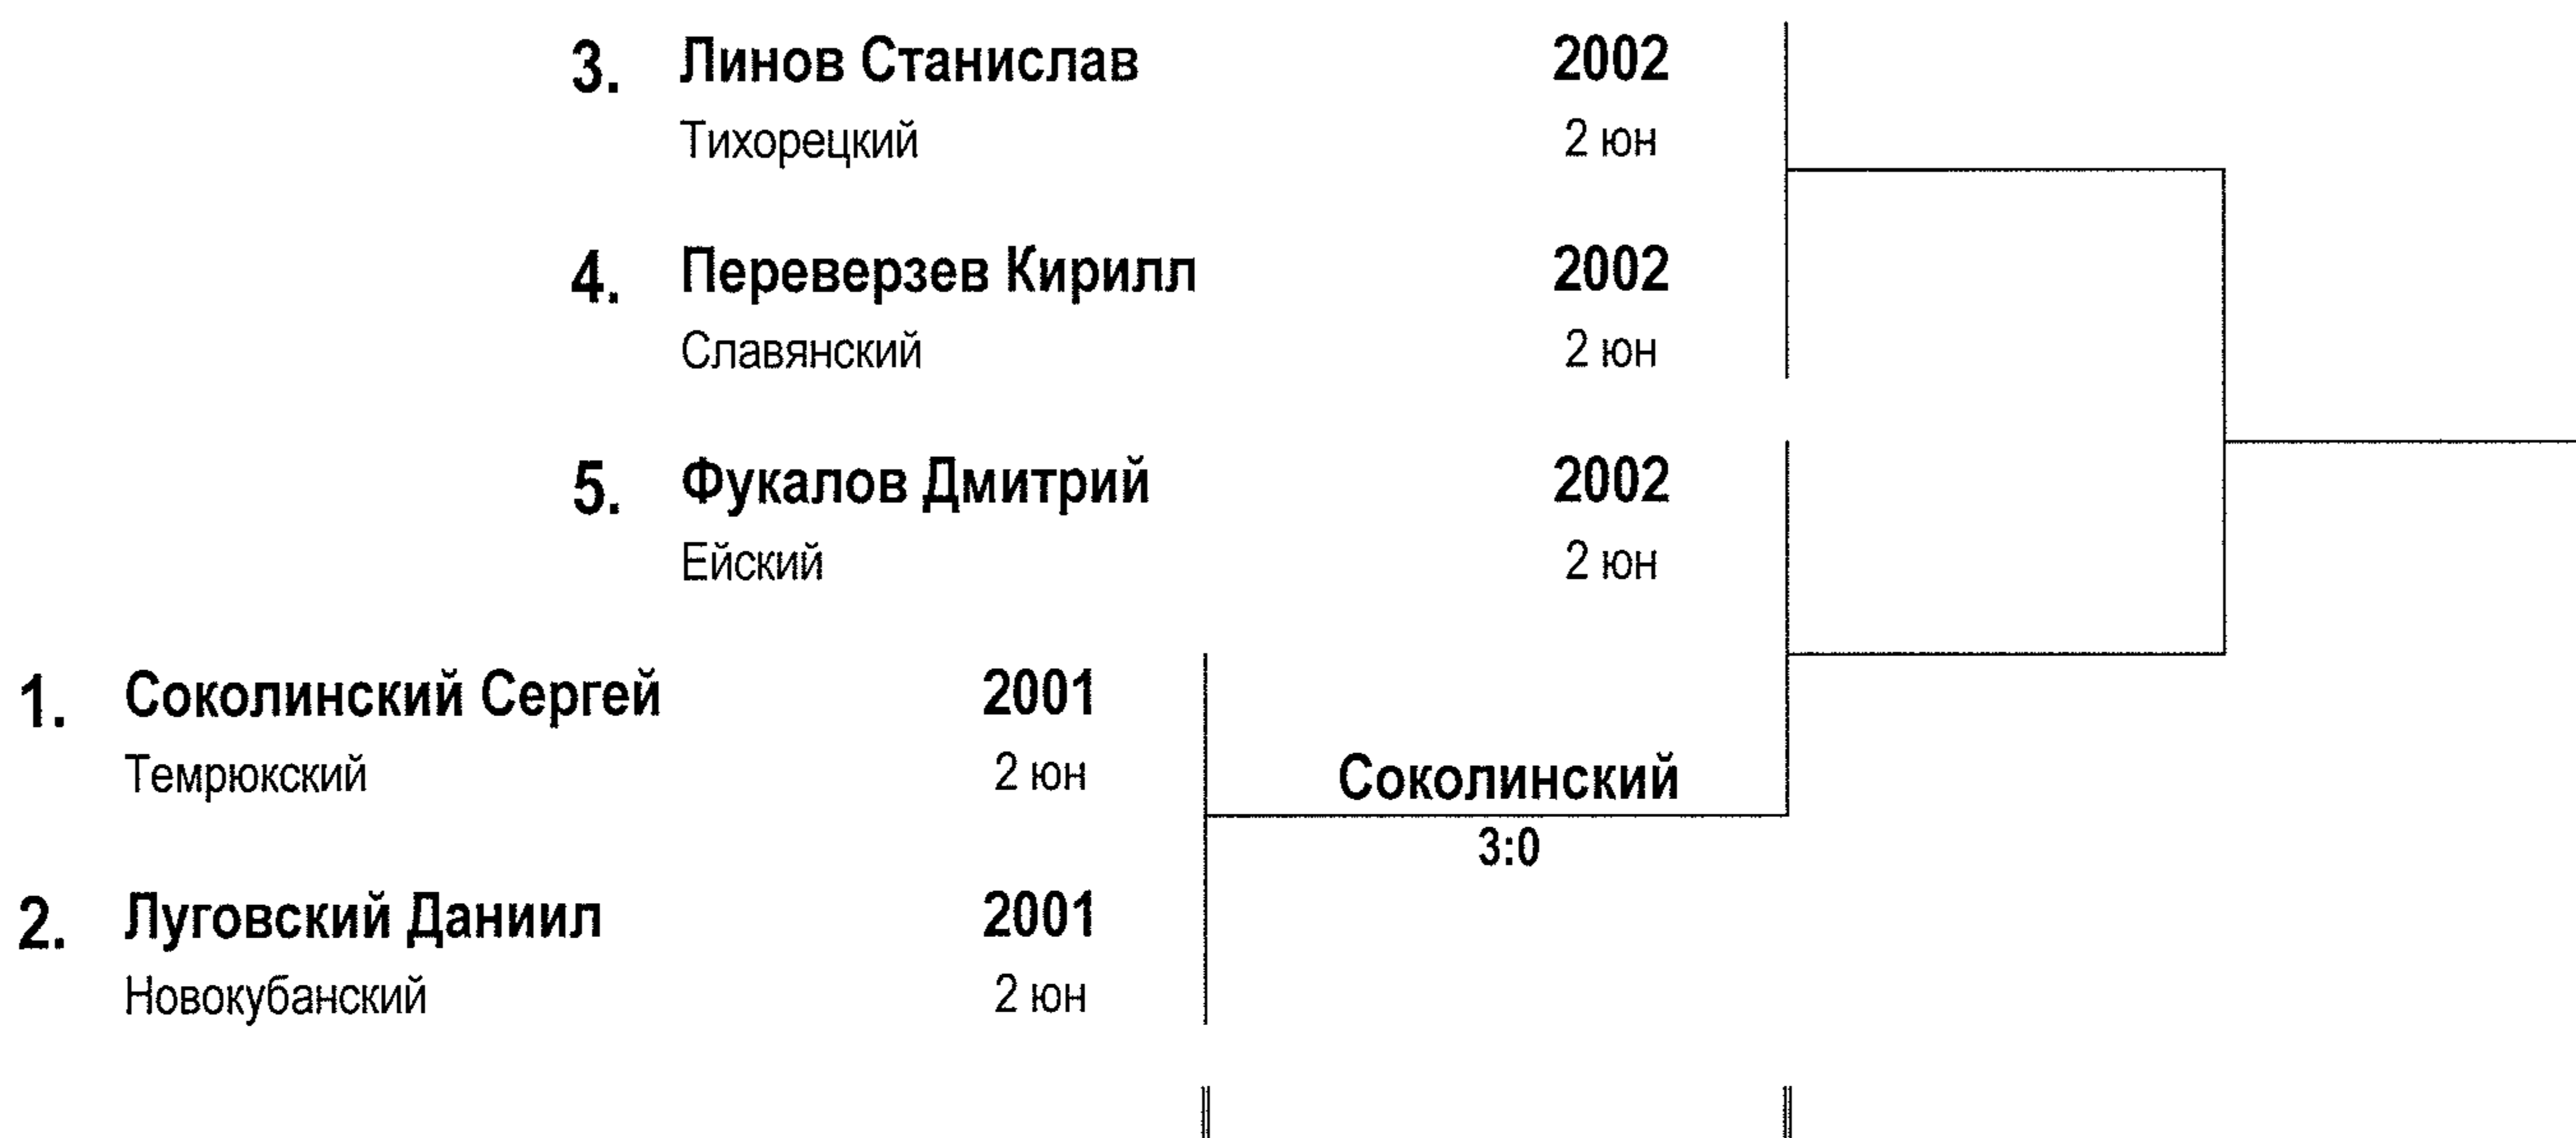 3. Линов Станислав 2002
Тихорецкий 2 юн
4. Переверзев Кирилл 2002
Славянский 2 юн
5. Фукалов Дмитрий 2002
Ейский 2 юн
1. Соколинский Сергей 2001
Темрюкский 2 юн
Соколинский
3:0
2. Луговский Даниил 2001
Новокубанский 2 юн